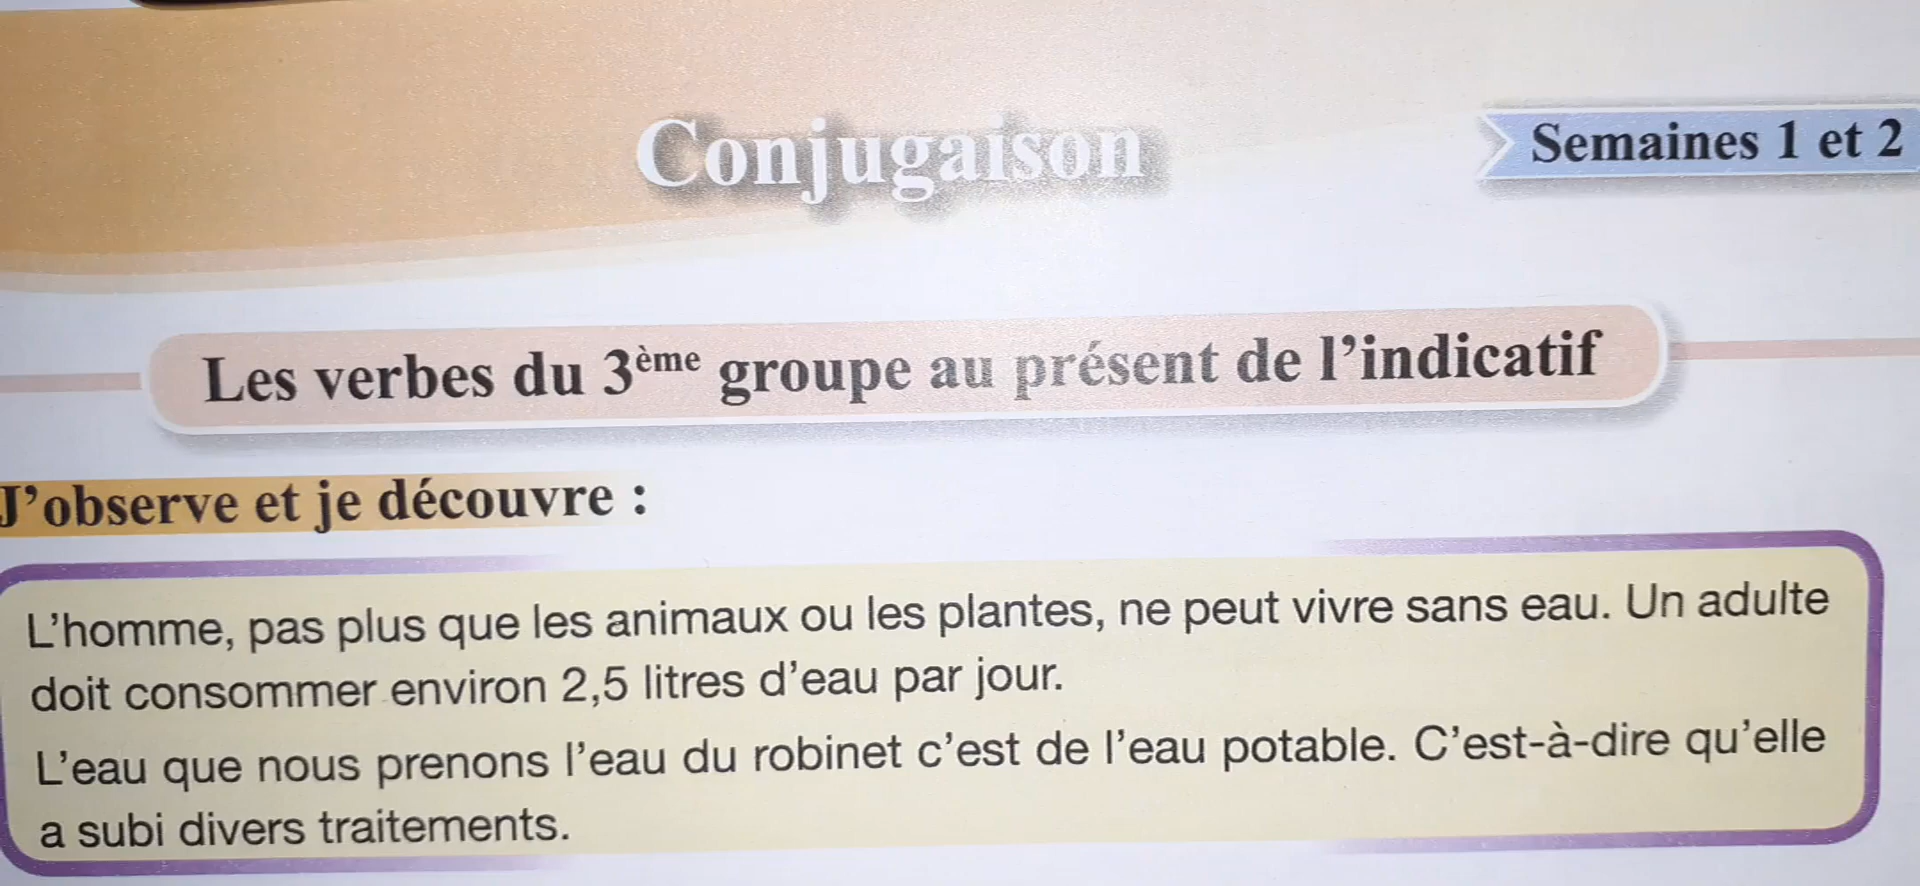 Conjugaison
Semaines 1 et 2
Les verbes du 3ème groupe au présent de l'indicatif
J'observe et je découvre :
L'homme, pas plus que les animaux ou les plantes, ne peut vivre sans eau. Un adulte
doit consommer environ 2,5 litres d'eau par jour.
L'eau que nous prenons l'eau du robinet c'est de l'eau potable. C'est-à-dire qu'elle
a subi divers traitements.